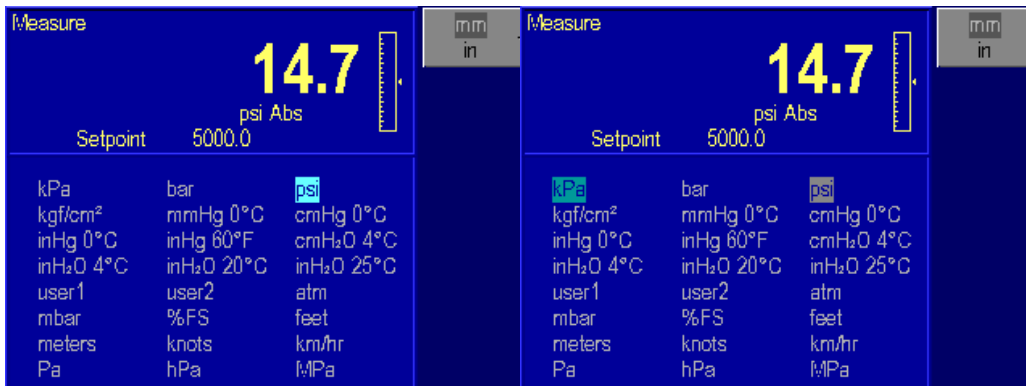 Measure
14.7
psi Abs
Setpoint 5000.0
mm
in
kPa bar psi
kgf/cm² mmHg 0°C cmHg 0°C
inHg 0°C inHg 60°F cmH₂O 4°C
inH₂O 4°C inH₂O 20°C inH₂O 25°C
user1 user2 atm
mbar %FS feet
meters knots km/hr
Pa hPa MPa
Measure
14.7
psi Abs
Setpoint 5000.0
mm
in
kPa bar psi
kgf/cm² mmHg 0°C cmHg 0°C
inHg 0°C inHg 60°F cmH₂O 4°C
inH₂O 4°C inH₂O 20°C inH₂O 25°C
user1 user2 atm
mbar %FS feet
meters knots km/hr
Pa hPa MPa